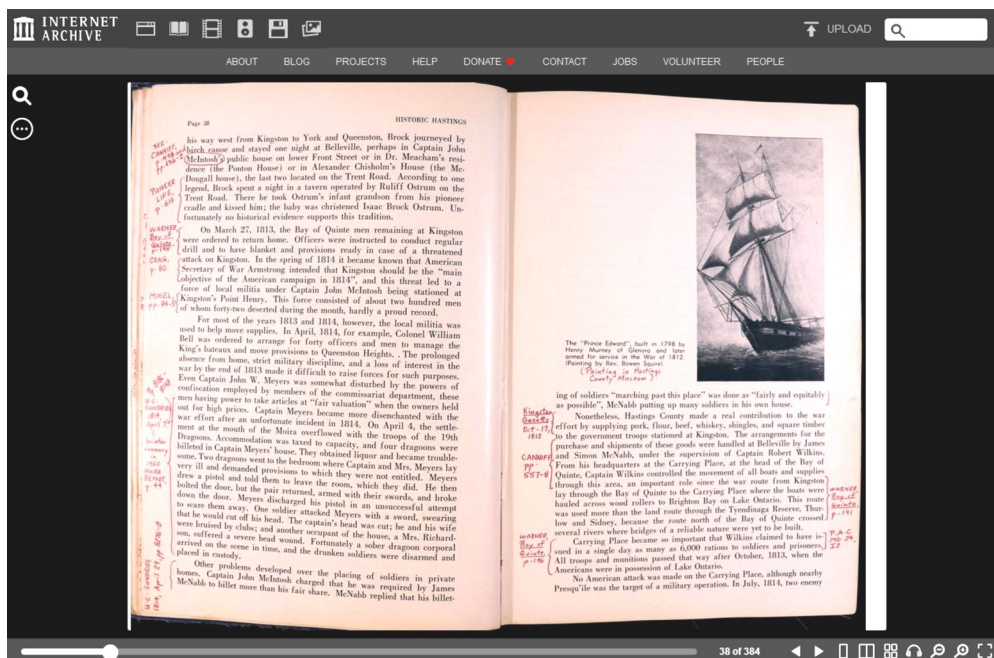 INTERNET
ARCHIVE
UPLOAD
ABOUT BLOG PROJECTS HELP DONATE CONTACT JOBS VOLUNTEER PEOPLE
Page 38 HISTORIC HASTINGS
his way west from Kingston to York and Queenston, Brock journeyed by
birch canoe and stayed one night at Belleville, perhaps in Captain John
McIntosh's public house on lower Front Street or in Dr. Meacham's resi-
dence (the Ponton House) or in Alexander Chisholm's House (the Mc-
Dougall house), the last two located on the Trent Road. According to one
legend, Brock spent a night in a tavern operated by Ruliff Ostrum on the
Trent Road. There he took Ostrum's infant grandson from his pioneer
cradle and kissed him; the baby was christened Isaac Brock Ostrum. Un-
fortunately no historical evidence supports this tradition.
On March 27, 1813, the Bay of Quinte men remaining at Kingston
were ordered to return home. Officers were instructed to conduct regular
drill and to have blanket and provisions ready in case of a threatened
attack on Kingston. In the spring of 1814 it became known that American
Secretary of War Armstrong intended that Kingston should be the "main
objective of the American campaign in 1814", and this threat led to a
force of local militia under Captain John McIntosh being stationed at
Kingston's Point Henry. This force consisted of about two hundred men
of whom forty-two deserted during the month, hardly a proud record.
For most of the years 1813 and 1814, however, the local militia was
used to help move supplies. In April, 1814, for example, Colonel William
Bell was ordered to arrange for forty officers and men to manage the
King's bateaux and move provisions to Queenston Heights. . The prolonged
absence from home, strict military discipline, and a loss of interest in the
war by the end of 1813 made it difficult to raise forces for such purposes.
Even Captain John W. Meyers was somewhat disturbed by the powers of
confiscation employed by members of the commissariat department, these
men having power to take articles at "fair valuation" when the owners held
out for high prices. Captain Meyers became more disenchanted with the
war effort after an unfortunate incident in 1814. On April 4, the settle-
ment at the mouth of the Moira overflowed with the troops of the 19th
Dragoons. Accommodation was taxed to capacity, and four dragoons were
billeted in Captain Meyers' house. They obtained liquor and became trouble-
some. Two dragoons went to the bedroom where Captain and Mrs. Meyers lay
very ill and demanded provisions to which they were not entitled. Meyers
drew a pistol and told them to leave the room, which they did. He then
bolted the door, but the pair returned, armed with their swords, and broke
down the door. Meyers discharged his pistol in an unsuccessful attempt
to scare them away. One soldier attacked Meyers with a sword, swearing
that he would cut off his head. The captain's head was cut; he and his wife
were bruised by clubs; and another occupant of the house, a Mrs. Richard-
son, suffered a severe head wound. Fortunately a sober dragoon corporal
arrived on the scene in time, and the drunken soldiers were disarmed and
placed in custody.
Other problems developed over the placing of soldiers in private
homes. Captain John McIntosh charged that he was required by James
McNabb to billet more than his fair share. McNabb replied that his billet-
SEE
CANNIFF,
PIONEER
LIFE,
WARNER
Bay of
Quinte
CRAIG,
p. 80
MIKEL,
pp. 84-5
The "Prince Edward", built in 1798 by
Henry Murney of Glenora and later
armed for service in the War of 1812.
(Painting by Rev. Bowen Squire).
(Painting in Hastings
County Museum)
ing of soldiers "marching past this place" was done as "fairly and equitably
as possible", McNabb putting up many soldiers in his own house.
Nonetheless, Hastings County made a real contribution to the war
effort by supplying pork, flour, beef, whiskey, shingles, and square timber
to the government troops stationed at Kingston. The arrangements for the
purchase and shipments of these goods were handled at Belleville by James
and Simon McNabb, under the supervision of Captain Robert Wilkins.
From his headquarters at the Carrying Place, at the head of the Bay of
Quinte, Captain Wilkins controlled the movement of all boats and supplies
through this area, an important role since the war route from Kingston
lay through the Bay of Quinte to the Carrying Place where the boats were
hauled across wood rollers to Brighton Bay on Lake Ontario. This route
was used more than the land route through the Tyendinaga Reserve, Thur-
low and Sidney, because the route north of the Bay of Quinte crossed
several rivers where bridges of a reliable nature were yet to be built.
Carrying Place became so important that Wilkins claimed to have is-
sued in a single day as many as 6,000 rations to soldiers and prisoners.
All troops and munitions passed that way after October, 1813, when the
Americans were in possession of Lake Ontario.
No American attack was made on the Carrying Place, although nearby
Presqu'ile was the target of a military operation. In July, 1814, two enemy
Kingston
Gazette
Oct. 17,
1812
CANNIFF
pp.
557-8
WARNER
Bay of
Quinte
p. 196
WARNER,
Bay of
Quinte
p. 191
P.A.C.
38 of 384